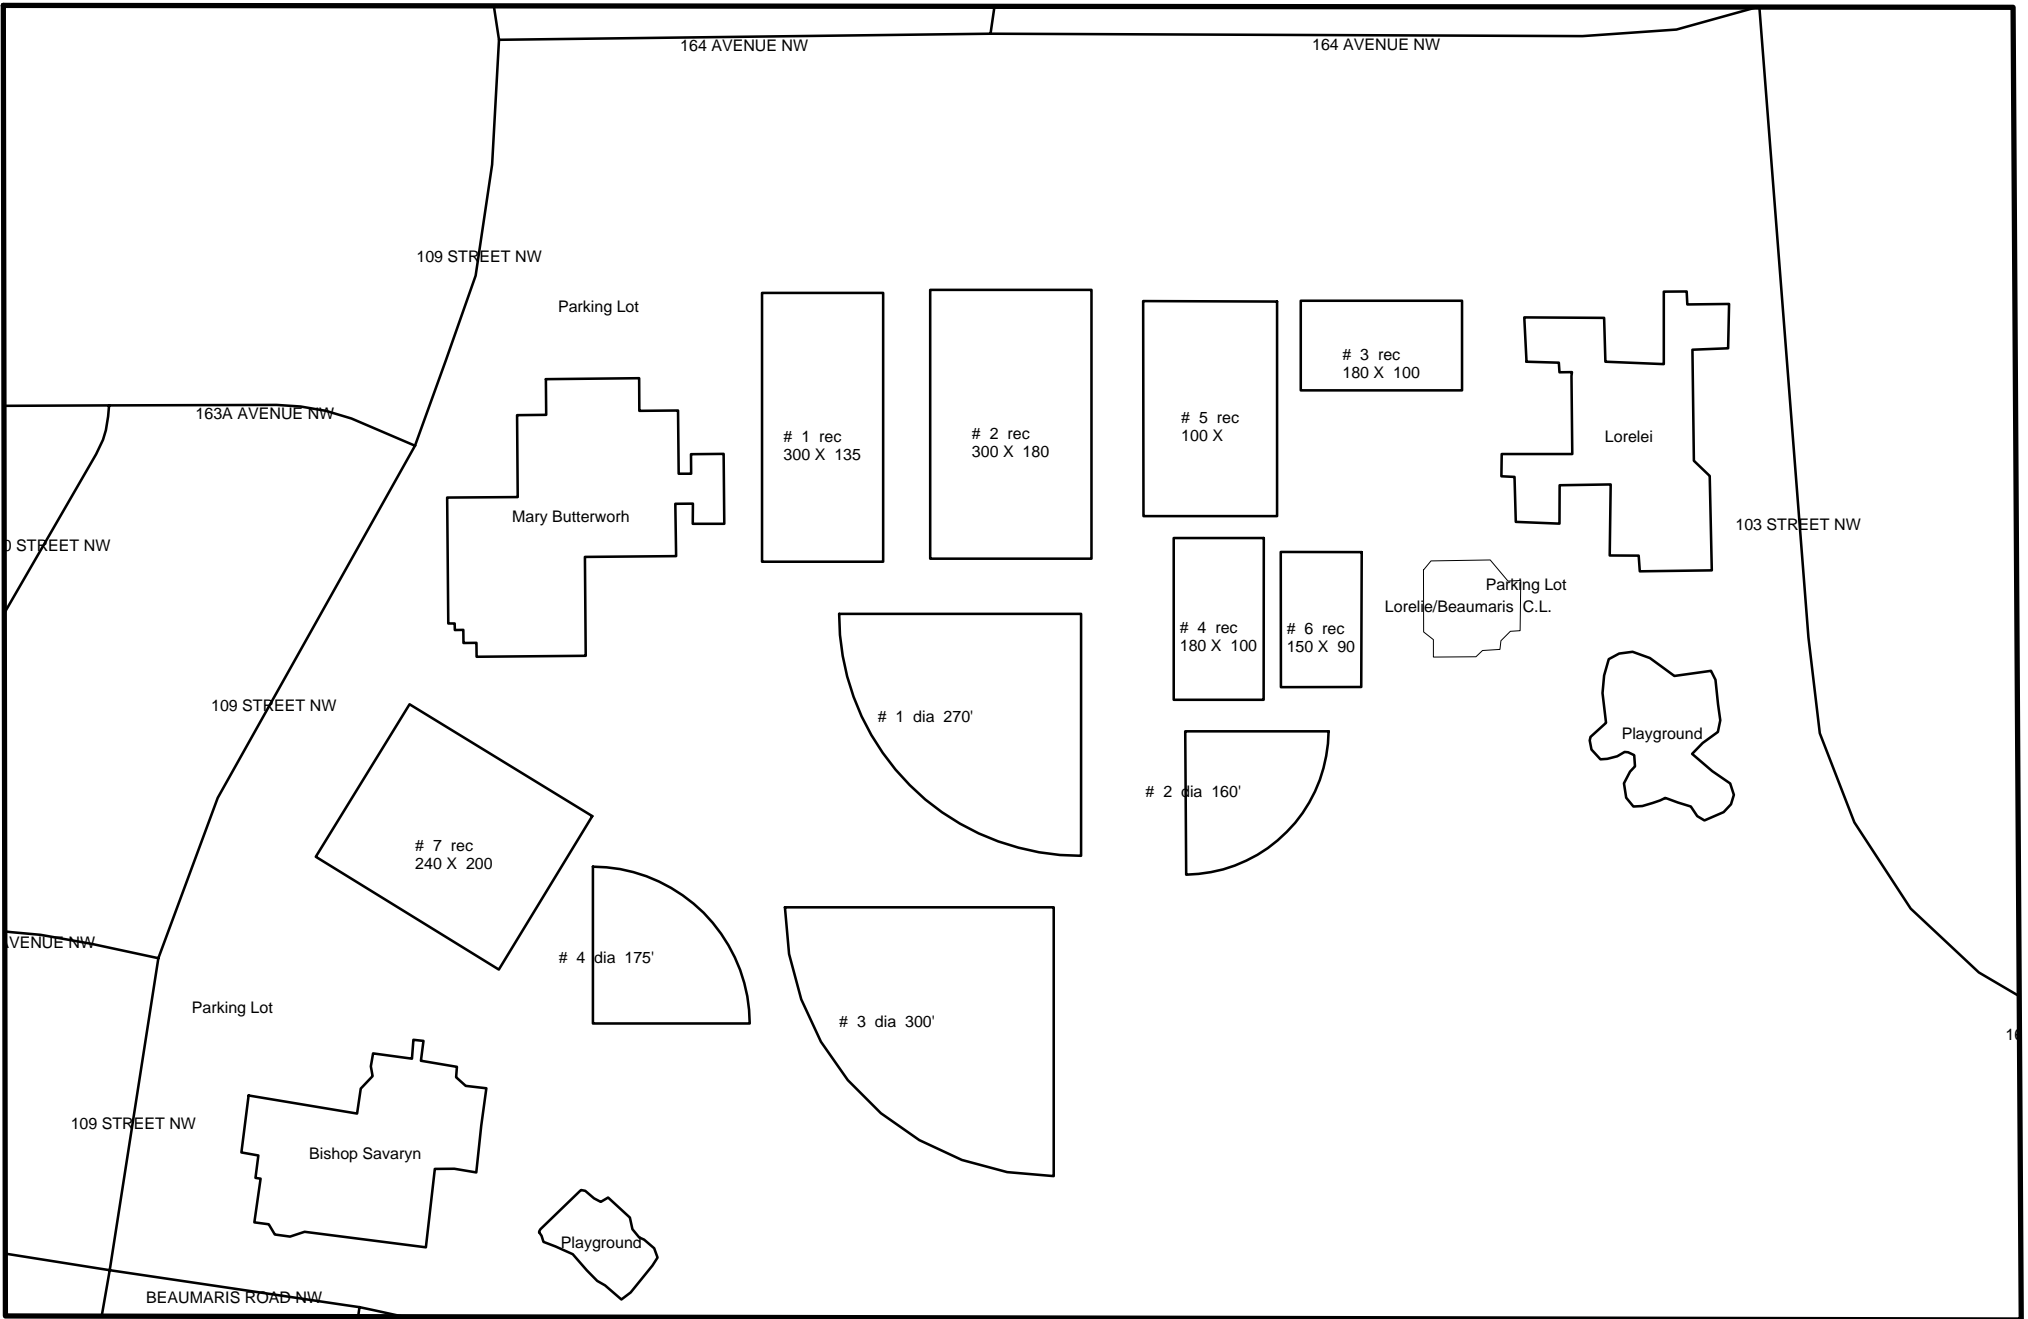 164 AVENUE NW
164 AVENUE NW
109 STREET NW
Parking Lot
# 3 rec
180 X 100
163A AVENUE NW
# 5 rec
100 X
# 1 rec
300 X 135
# 2 rec
300 X 180
Lorelei
Mary Butterworh
103 STREET NW
0 STREET NW
Parking Lot
Lorelie/Beaumaris C.L.
# 4 rec
180 X 100
# 6 rec
150 X 90
109 STREET NW
# 1 dia 270'
Playground
# 2 dia 160'
# 7 rec
240 X 200
AVENUE NW
# 4 dia 175'
Parking Lot
# 3 dia 300'
109 STREET NW
Bishop Savaryn
Playground
BEAUMARIS ROAD NW